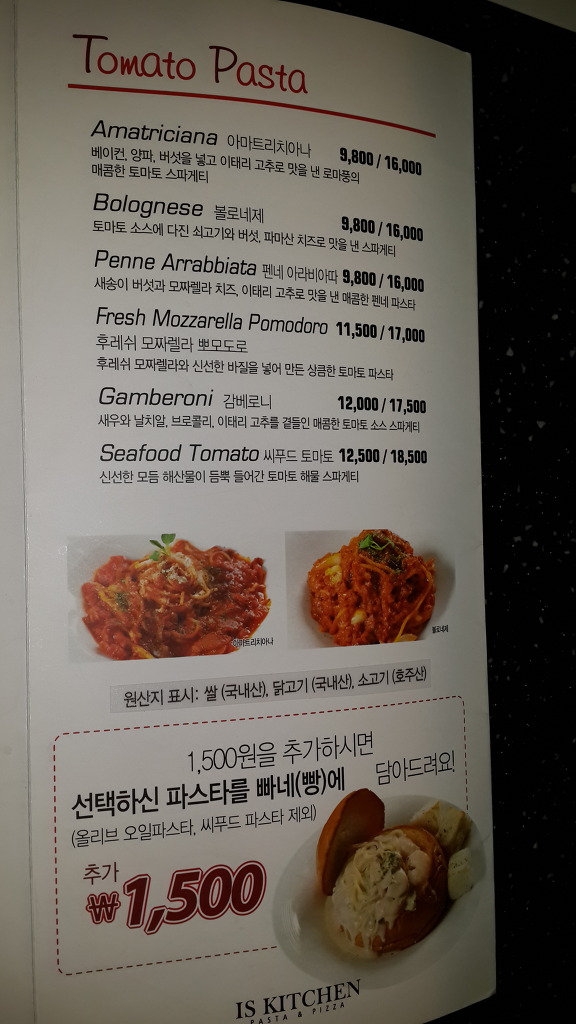 Tomato Pasta
Amatriciana 아마트리치아나 9,800 / 16,000
베이컨, 양파, 버섯을 넣고 이태리 고추로 맛을 낸 로마풍의
매콤한 토마토 스파게티
Bolognese 볼로네제 9,800 / 16,000
토마토 소스에 다진 쇠고기와 버섯, 파마산 치즈로 맛을 낸 스파게티
Penne Arrabbiata 펜네 아라비아따 9,800 / 16,000
새송이 버섯과 모짜렐라 치즈, 이태리 고추로 맛을 낸 매콤한 펜네 파스타
Fresh Mozzarella Pomodoro 11,500 / 17,000
후레쉬 모짜렐라 뽀모도로
후레쉬 모짜렐라와 신선한 바질을 넣어 만든 상큼한 토마토 파스타
Gamberoni 감베로니 12,000 / 17,500
새우와 날치알, 브로콜리, 이태리 고추를 곁들인 매콤한 토마토 소스 스파게티
Seafood Tomato 씨푸드 토마토 12,500 / 18,500
신선한 모듬 해산물이 듬뿍 들어간 토마토 해물 스파게티
아마트리치아나
볼로네제
원산지 표시: 쌀 (국내산), 닭고기 (국내산), 소고기 (호주산)
1,500원을 추가하시면
선택하신 파스타를 빠네(빵)에 담아드려요!
(올리브 오일파스타, 씨푸드 파스타 제외)
추가
₩1,500
IS KITCHEN
PASTA & PIZZA